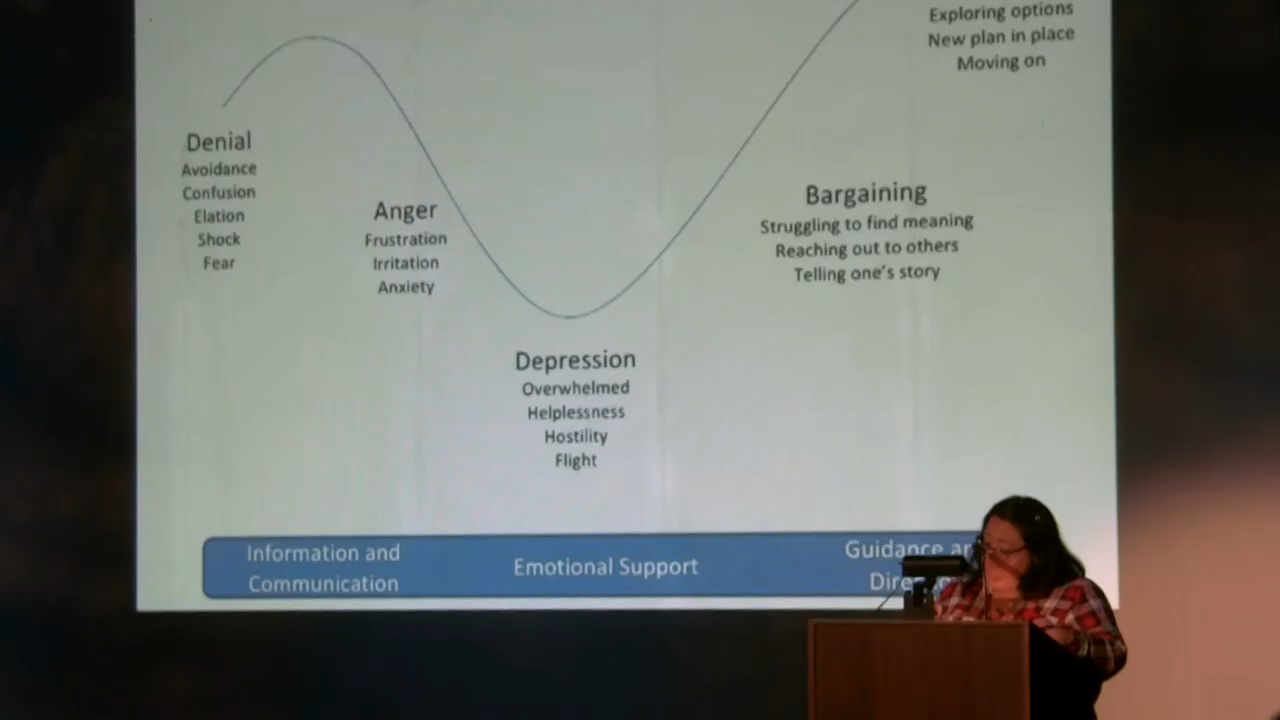 Exploring options
New plan in place
Moving on
Denial
Avoidance
Confusion
Elation
Shock
Fear
Anger
Frustration
Irritation
Anxiety
Bargaining
Struggling to find meaning
Reaching out to others
Telling one's story
Depression
Overwhelmed
Helplessness
Hostility
Flight
Information and
Communication
Emotional Support
Guidance